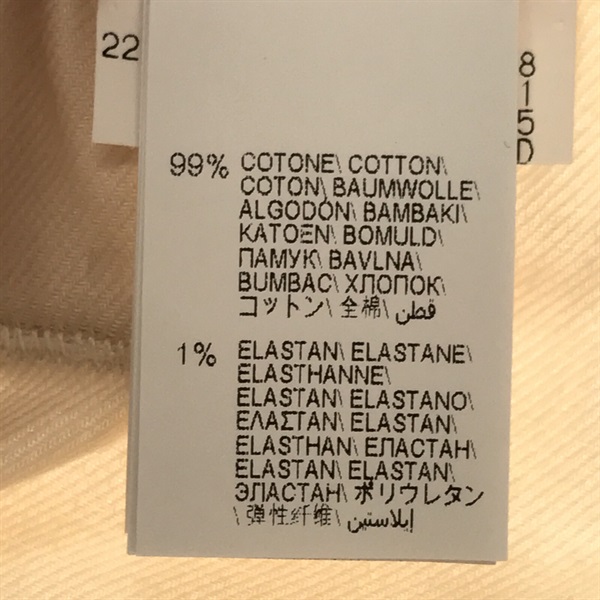 22
8
1
5
D
99% COTONE\ COTTON\
COTON\ BAUMWOLLE\
ALGODÓN\ BAMBAKI\
KATOEN\ BOMULD\
ПАМУК\ BAVLNA\
BUMBAC\ ХЛОПОК\
コットン\ 全棉\ قطن
1% ELASTAN\ ELASTANE\
ELASTHANNE\
ELASTAN\ ELASTANO\
ΕΛΑΣΤΑΝ\ ELASTAN\
ELASTHAN\ ЕЛАСТАН\
ELASTAN\ ELASTAN\
ЭЛАСТАН\ ポリウレタン
\ 弹性纤维\ إيلاستين